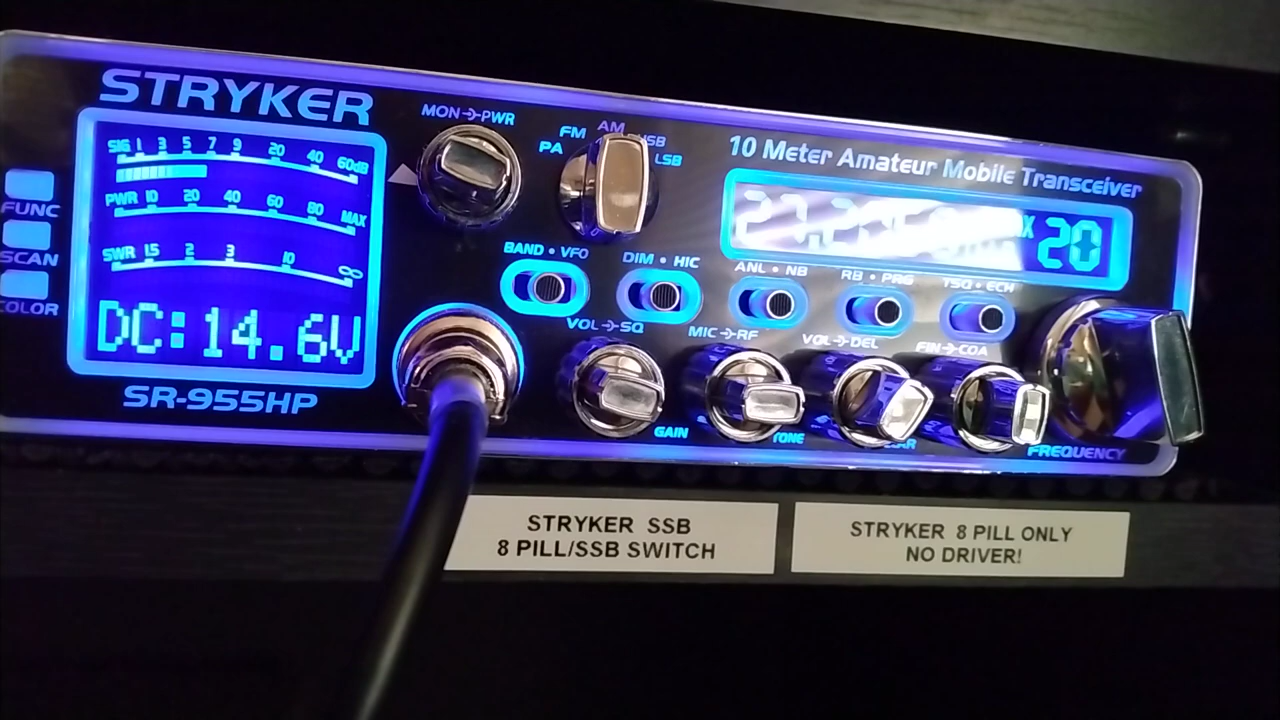 STRYKER
MON PWR
PA FM AM USB LSB
10 Meter Amateur Mobile Transceiver
SIG 1 3 5 7 9 20 40 60dB
PWR 10 20 40 60 80 MAX
SWR 1.5 2 3 10 ∞
DC:14.6V
FUNC
SCAN
COLOR
20
BAND • VFO
DIM • HIC
ANL • NB
RB • PRG
TSQ • ECH
VOL SQ
MIC RF
VOL DEL
FIN COA
GAIN
TONE
FREQUENCY
SR-955HP
STRYKER SSB
8 PILL/SSB SWITCH
STRYKER 8 PILL ONLY
NO DRIVER!